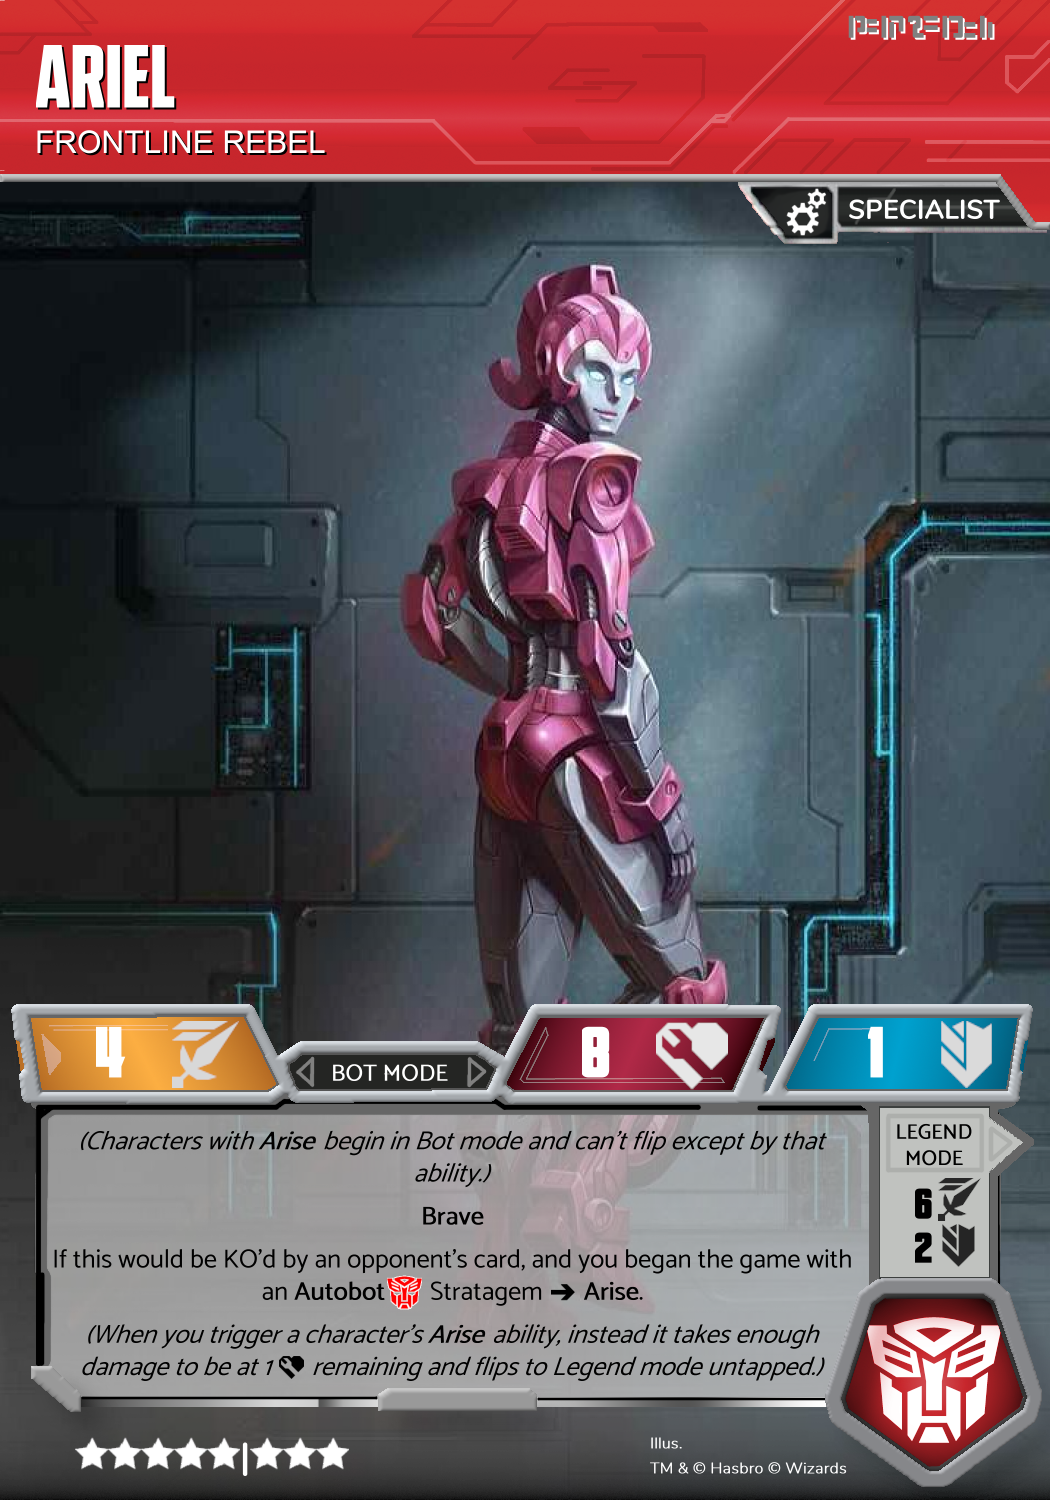 ARIEL
FRONTLINE REBEL
SPECIALIST
4
BOT MODE
8
1
(Characters with Arise begin in Bot mode and can't flip except by that
ability.)
Brave
If this would be KO'd by an opponent's card, and you began the game with
an Autobot Stratagem → Arise.
(When you trigger a character's Arise ability, instead it takes enough
damage to be at 1 remaining and flips to Legend mode untapped.)
LEGEND
MODE
6
2
Illus.
TM & © Hasbro © Wizards